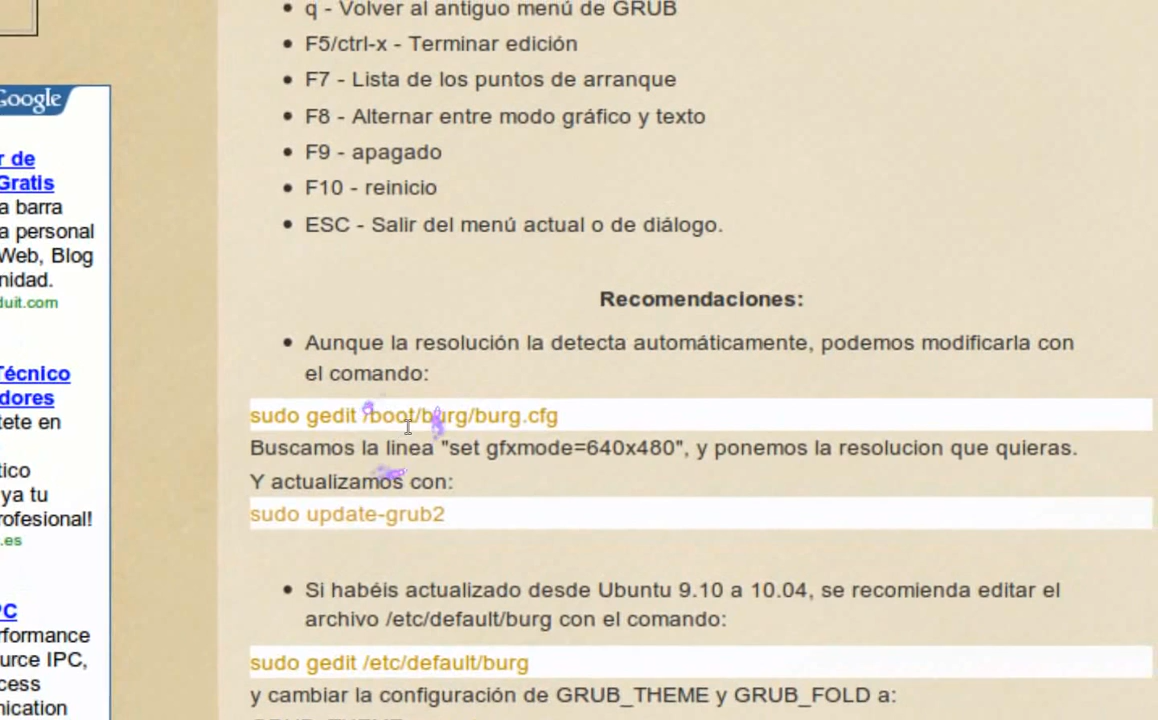 q - Volver al antiguo menú de GRUB
F5/ctrl-x - Terminar edición
F7 - Lista de los puntos de arranque
F8 - Alternar entre modo gráfico y texto
F9 - apagado
F10 - reinicio
ESC - Salir del menú actual o de diálogo.
Recomendaciones:
Aunque la resolución la detecta automáticamente, podemos modificarla con
el comando:
sudo gedit /boot/burg/burg.cfg
Buscamos la linea "set gfxmode=640x480", y ponemos la resolucion que quieras.
Y actualizamos con:
sudo update-grub2
Si habéis actualizado desde Ubuntu 9.10 a 10.04, se recomienda editar el
archivo /etc/default/burg con el comando:
sudo gedit /etc/default/burg
y cambiar la configuración de GRUB_THEME y GRUB_FOLD a:
Google
r de
Gratis
a barra
a personal
Web, Blog
nidad.
duit.com
Técnico
dores
tete en
o
tico
ya tu
rofesional!
.es
PC
rformance
urce IPC,
cess
nication